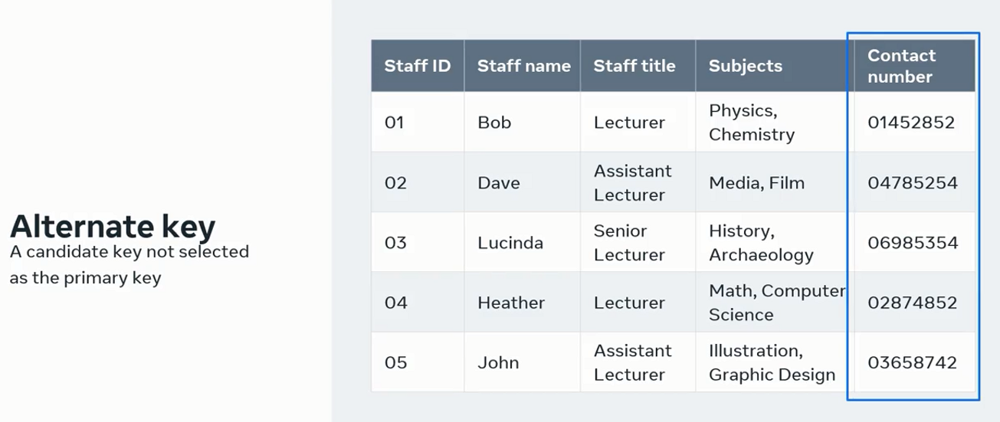 Alternate key
A candidate key not selected
as the primary key
Staff ID Staff name Staff title Subjects Contact number
01 Bob Lecturer Physics, Chemistry 01452852
02 Dave Assistant Lecturer Media, Film 04785254
03 Lucinda Senior Lecturer History, Archaeology 06985354
04 Heather Lecturer Math, Computer Science 02874852
05 John Assistant Lecturer Illustration, Graphic Design 03658742